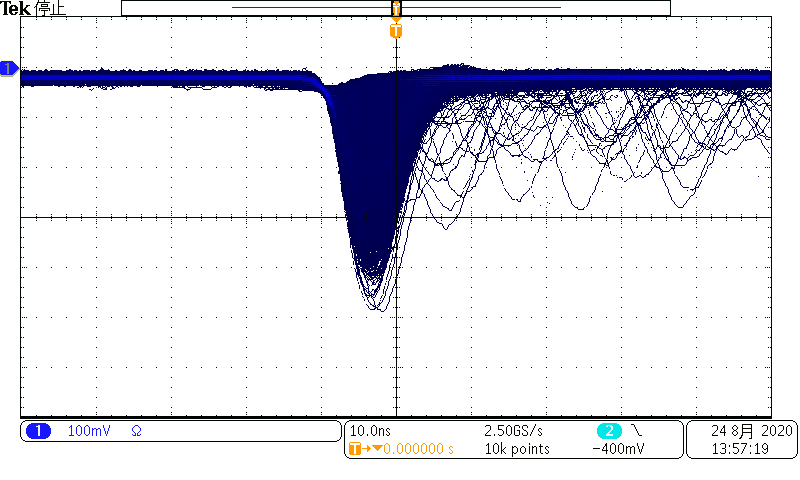 Tek 停止
T
T
1
1 100mV Ω
10.0ns 2.50GS/s 2 −400mV
T→▼0.000000 s 10k points
24 8月 2020
13:57:19